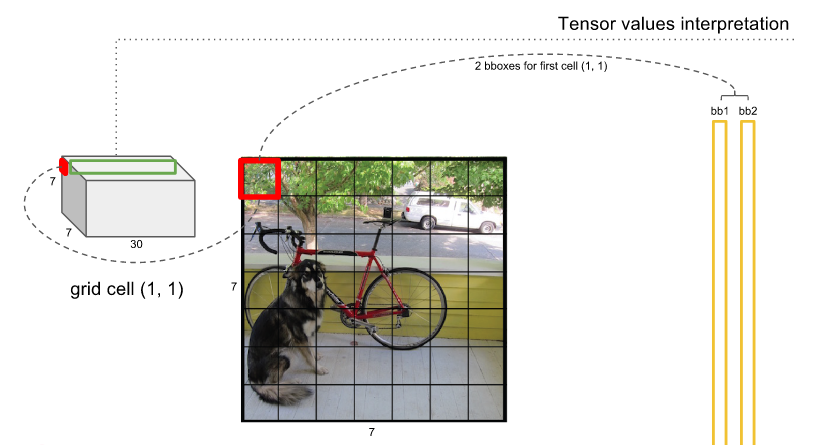 Tensor values interpretation
2 bboxes for first cell (1, 1)
bb1 bb2
7
7
30
grid cell (1, 1)
7
7